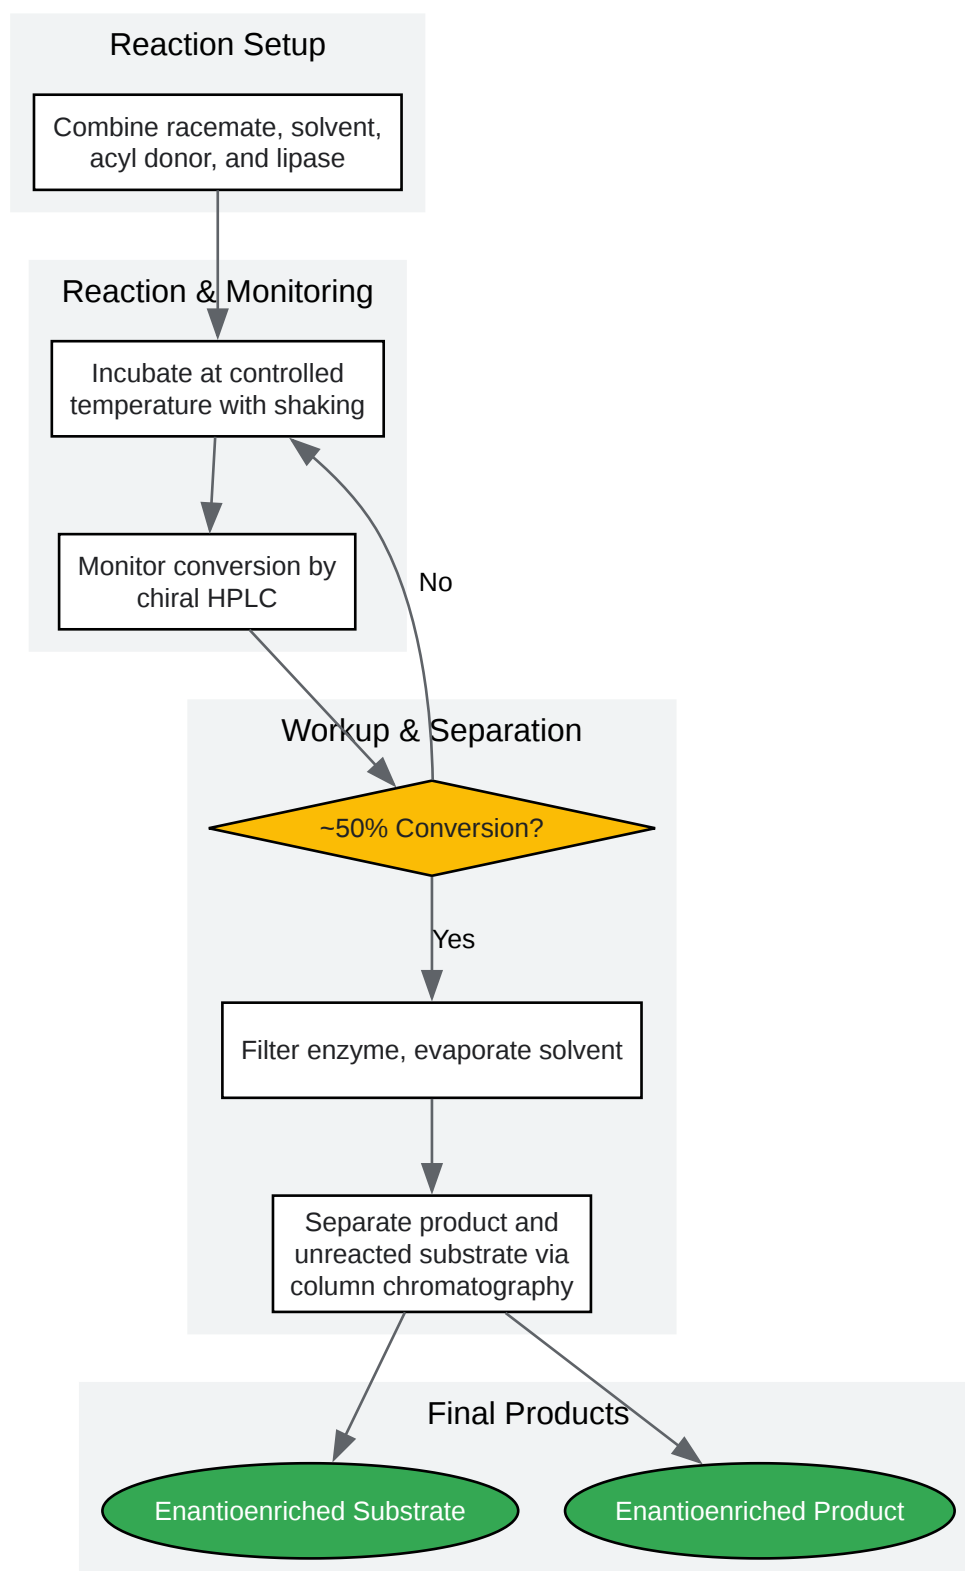 Reaction Setup
Combine racemate, solvent,
acyl donor, and lipase
Reaction & Monitoring
Incubate at controlled
temperature with shaking
Monitor conversion by
chiral HPLC
No
Workup & Separation
~50% Conversion?
Yes
Filter enzyme, evaporate solvent
Separate product and
unreacted substrate via
column chromatography
Final Products
Enantioenriched Substrate
Enantioenriched Product